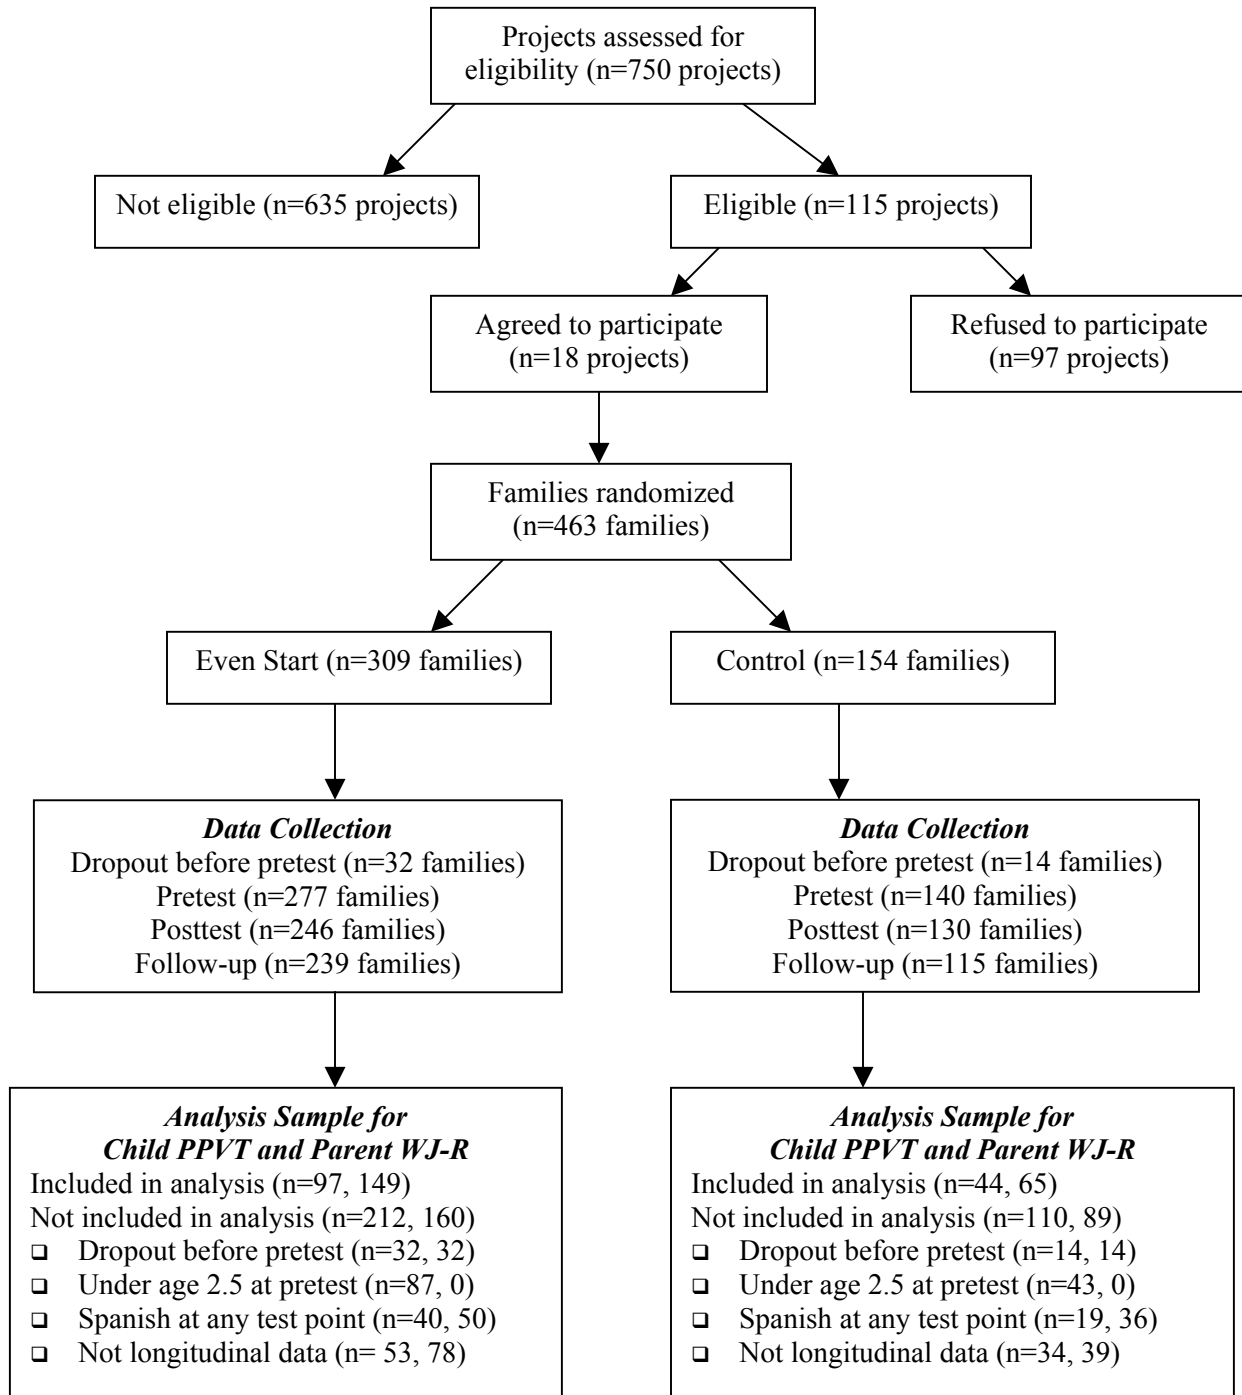 Projects assessed for
eligibility (n=750 projects)
Not eligible (n=635 projects)
Eligible (n=115 projects)
Agreed to participate
(n=18 projects)
Refused to participate
(n=97 projects)
Families randomized
(n=463 families)
Even Start (n=309 families)
Control (n=154 families)
Data Collection
Dropout before pretest (n=32 families)
Pretest (n=277 families)
Posttest (n=246 families)
Follow-up (n=239 families)
Data Collection
Dropout before pretest (n=14 families)
Pretest (n=140 families)
Posttest (n=130 families)
Follow-up (n=115 families)
Analysis Sample for
Child PPVT and Parent WJ-R
Included in analysis (n=97, 149)
Not included in analysis (n=212, 160)
❑ Dropout before pretest (n=32, 32)
❑ Under age 2.5 at pretest (n=87, 0)
❑ Spanish at any test point (n=40, 50)
❑ Not longitudinal data (n= 53, 78)
Analysis Sample for
Child PPVT and Parent WJ-R
Included in analysis (n=44, 65)
Not included in analysis (n=110, 89)
❑ Dropout before pretest (n=14, 14)
❑ Under age 2.5 at pretest (n=43, 0)
❑ Spanish at any test point (n=19, 36)
❑ Not longitudinal data (n=34, 39)